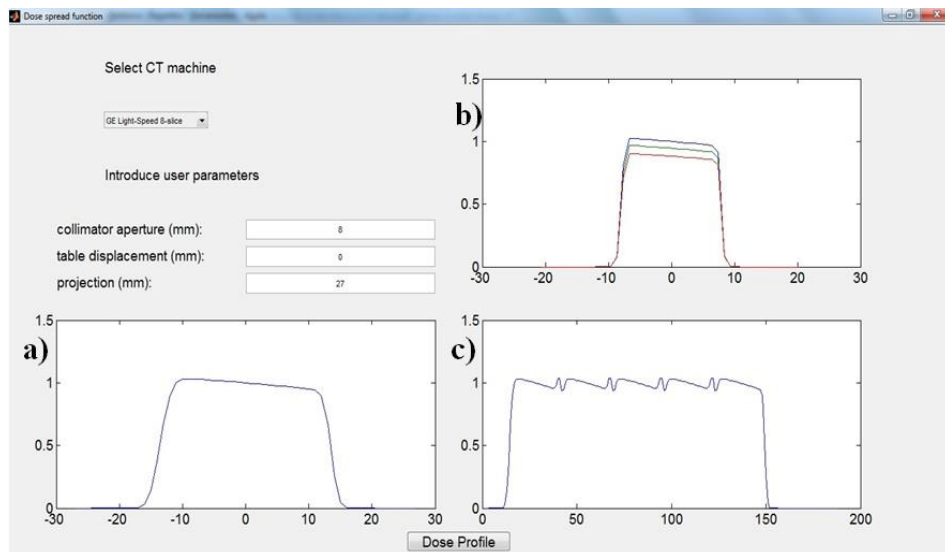 Dose spread function
Select CT machine
GE Light-Speed 8-slice
Introduce user parameters
collimator aperture (mm): 8
table displacement (mm): 0
projection (mm): 27
b)
1.5
1
0.5
0
-30 -20 -10 0 10 20 30
a)
1.5
1
0.5
0
-30 -20 -10 0 10 20 30
c)
1.5
1
0.5
0
0 50 100 150 200
Dose Profile